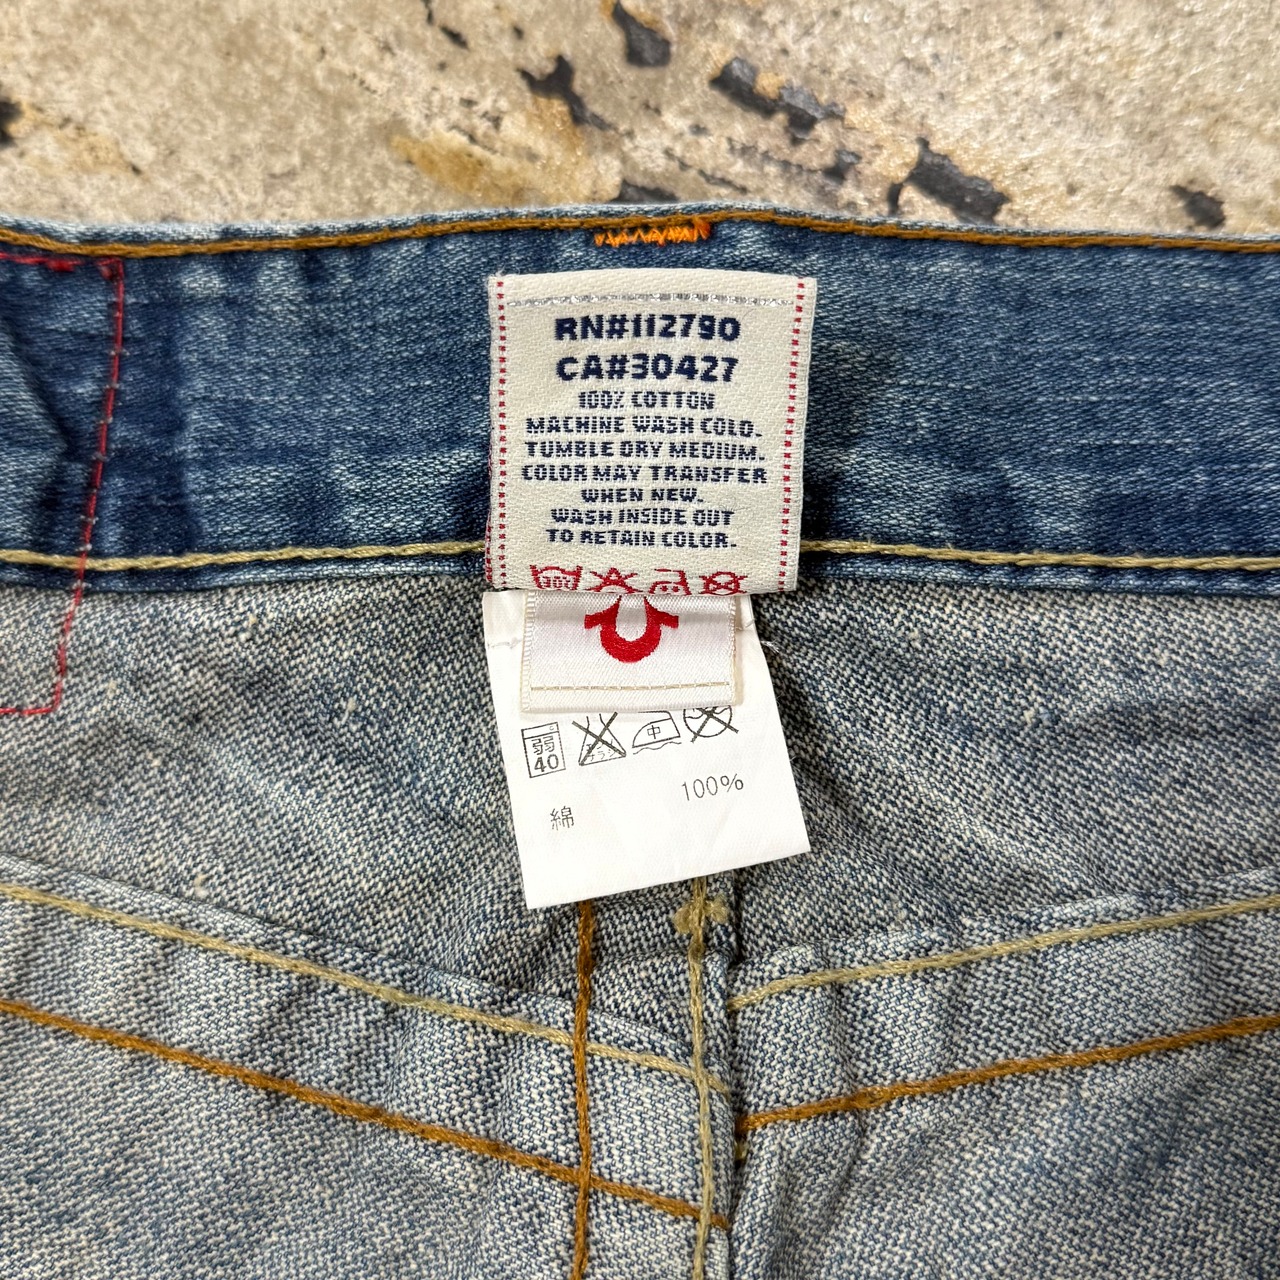 RN#112790
CA#30427
100% COTTON
MACHINE WASH COLD.
TUMBLE DRY MEDIUM.
COLOR MAY TRANSFER
WHEN NEW.
WASH INSIDE OUT
TO RETAIN COLOR.
弱 中
40
綿 100%